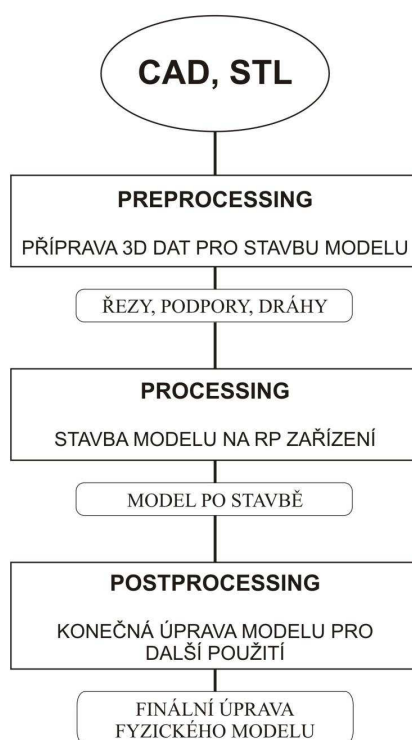 CAD, STL
PREPROCESSING
PŘÍPRAVA 3D DAT PRO STAVBU MODELU
ŘEZY, PODPORY, DRÁHY
PROCESSING
STAVBA MODELU NA RP ZAŘÍZENÍ
MODEL PO STAVBĚ
POSTPROCESSING
KONEČNÁ ÚPRAVA MODELU PRO
DALŠÍ POUŽITÍ
FINÁLNÍ ÚPRAVA
FYZICKÉHO MODELU